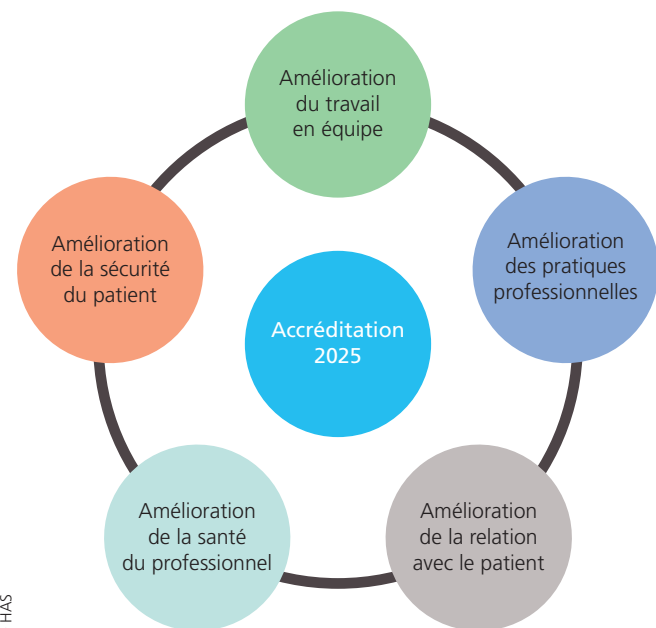 Amélioration
du travail
en équipe
Amélioration
de la sécurité
du patient
Amélioration
des pratiques
professionnelles
Accréditation
2025
Amélioration
de la santé
du professionnel
Amélioration
de la relation
avec le patient
HAS